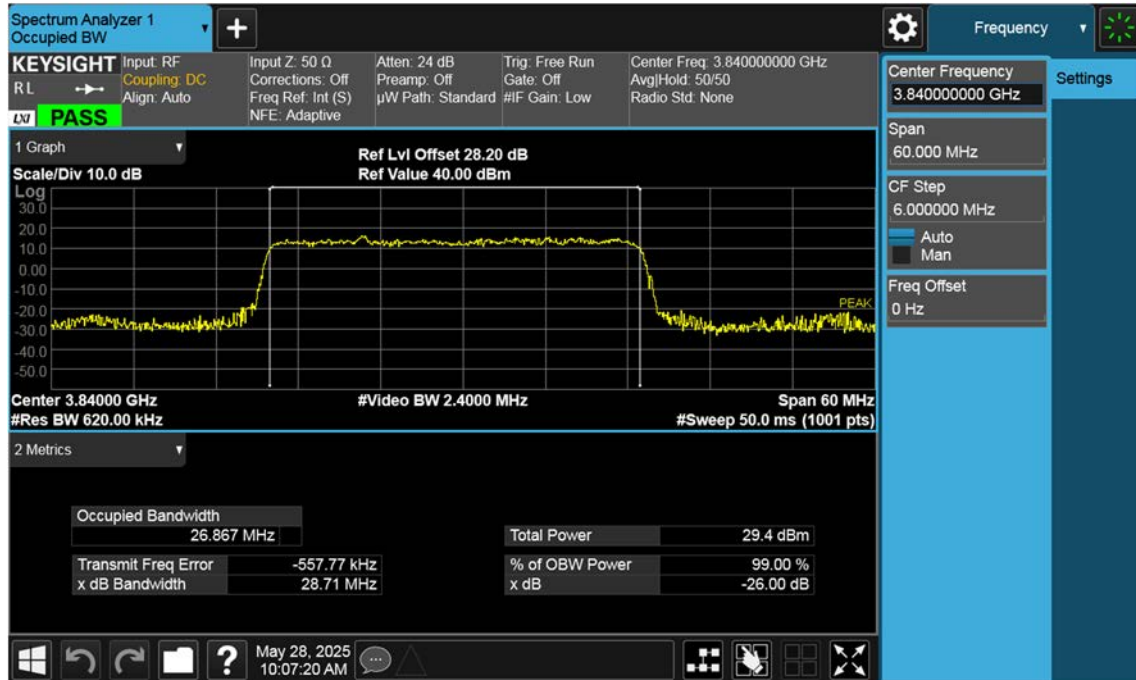 Spectrum Analyzer 1
Occupied BW
+
Frequency
KEYSIGHT
R L
LXI PASS
Input: RF
Coupling: DC
Align: Auto
Input Z: 50 Ω
Corrections: Off
Freq Ref: Int (S)
NFE: Adaptive
Atten: 24 dB
Preamp: Off
µW Path: Standard
Trig: Free Run
Gate: Off
#IF Gain: Low
Center Freq: 3.840000000 GHz
Avg|Hold: 50/50
Radio Std: None
Center Frequency
3.840000000 GHz
Settings
Span
60.000 MHz
CF Step
6.000000 MHz
Auto
Man
Freq Offset
0 Hz
1 Graph
Scale/Div 10.0 dB
Ref Lvl Offset 28.20 dB
Ref Value 40.00 dBm
Log
30.0
20.0
10.0
0.00
-10.0
-20.0
-30.0
-40.0
-50.0
PEAK
Center 3.84000 GHz
#Video BW 2.4000 MHz
Span 60 MHz
#Res BW 620.00 kHz
#Sweep 50.0 ms (1001 pts)
2 Metrics
Occupied Bandwidth
26.867 MHz
Total Power 29.4 dBm
Transmit Freq Error -557.77 kHz
% of OBW Power 99.00 %
x dB Bandwidth 28.71 MHz
x dB -26.00 dB
?
May 28, 2025
10:07:20 AM